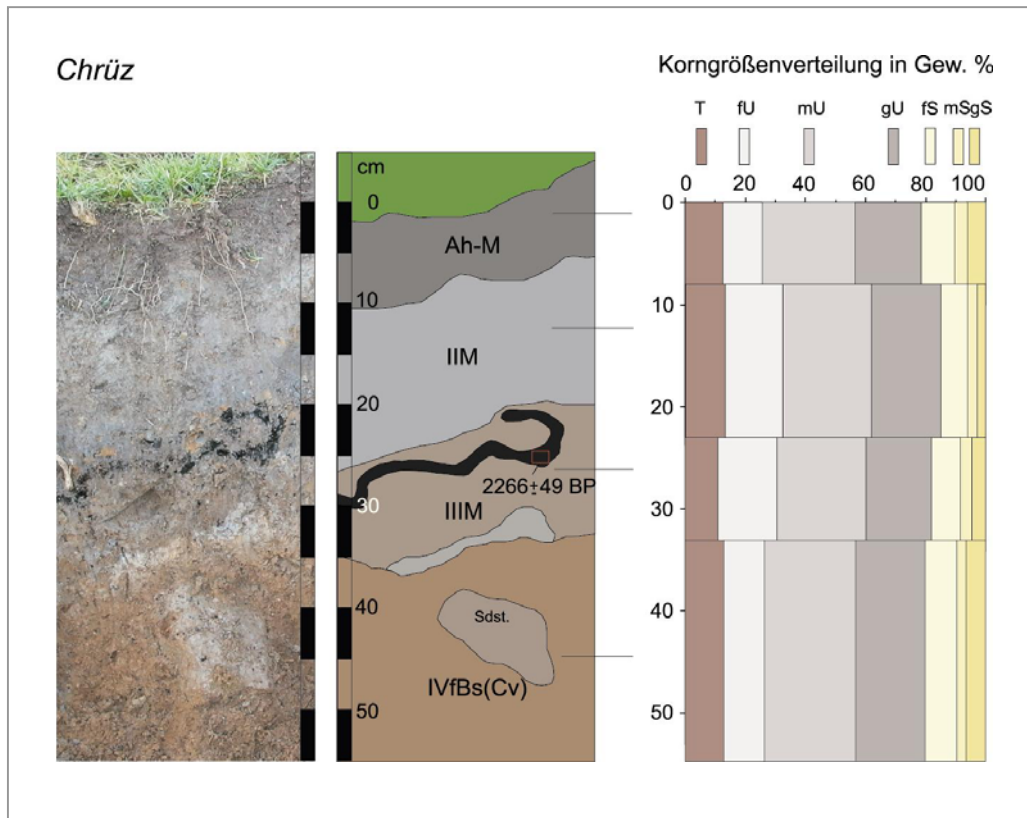 Chrüz
Korngrößenverteilung in Gew. %
T fU mU gU fS mS gS
0 20 40 60 80 100
cm
0
Ah-M
10
IIM
20
2266±49 BP
30
IIIM
40
Sdst.
IVfBs(Cv)
50
0
10
20
30
40
50